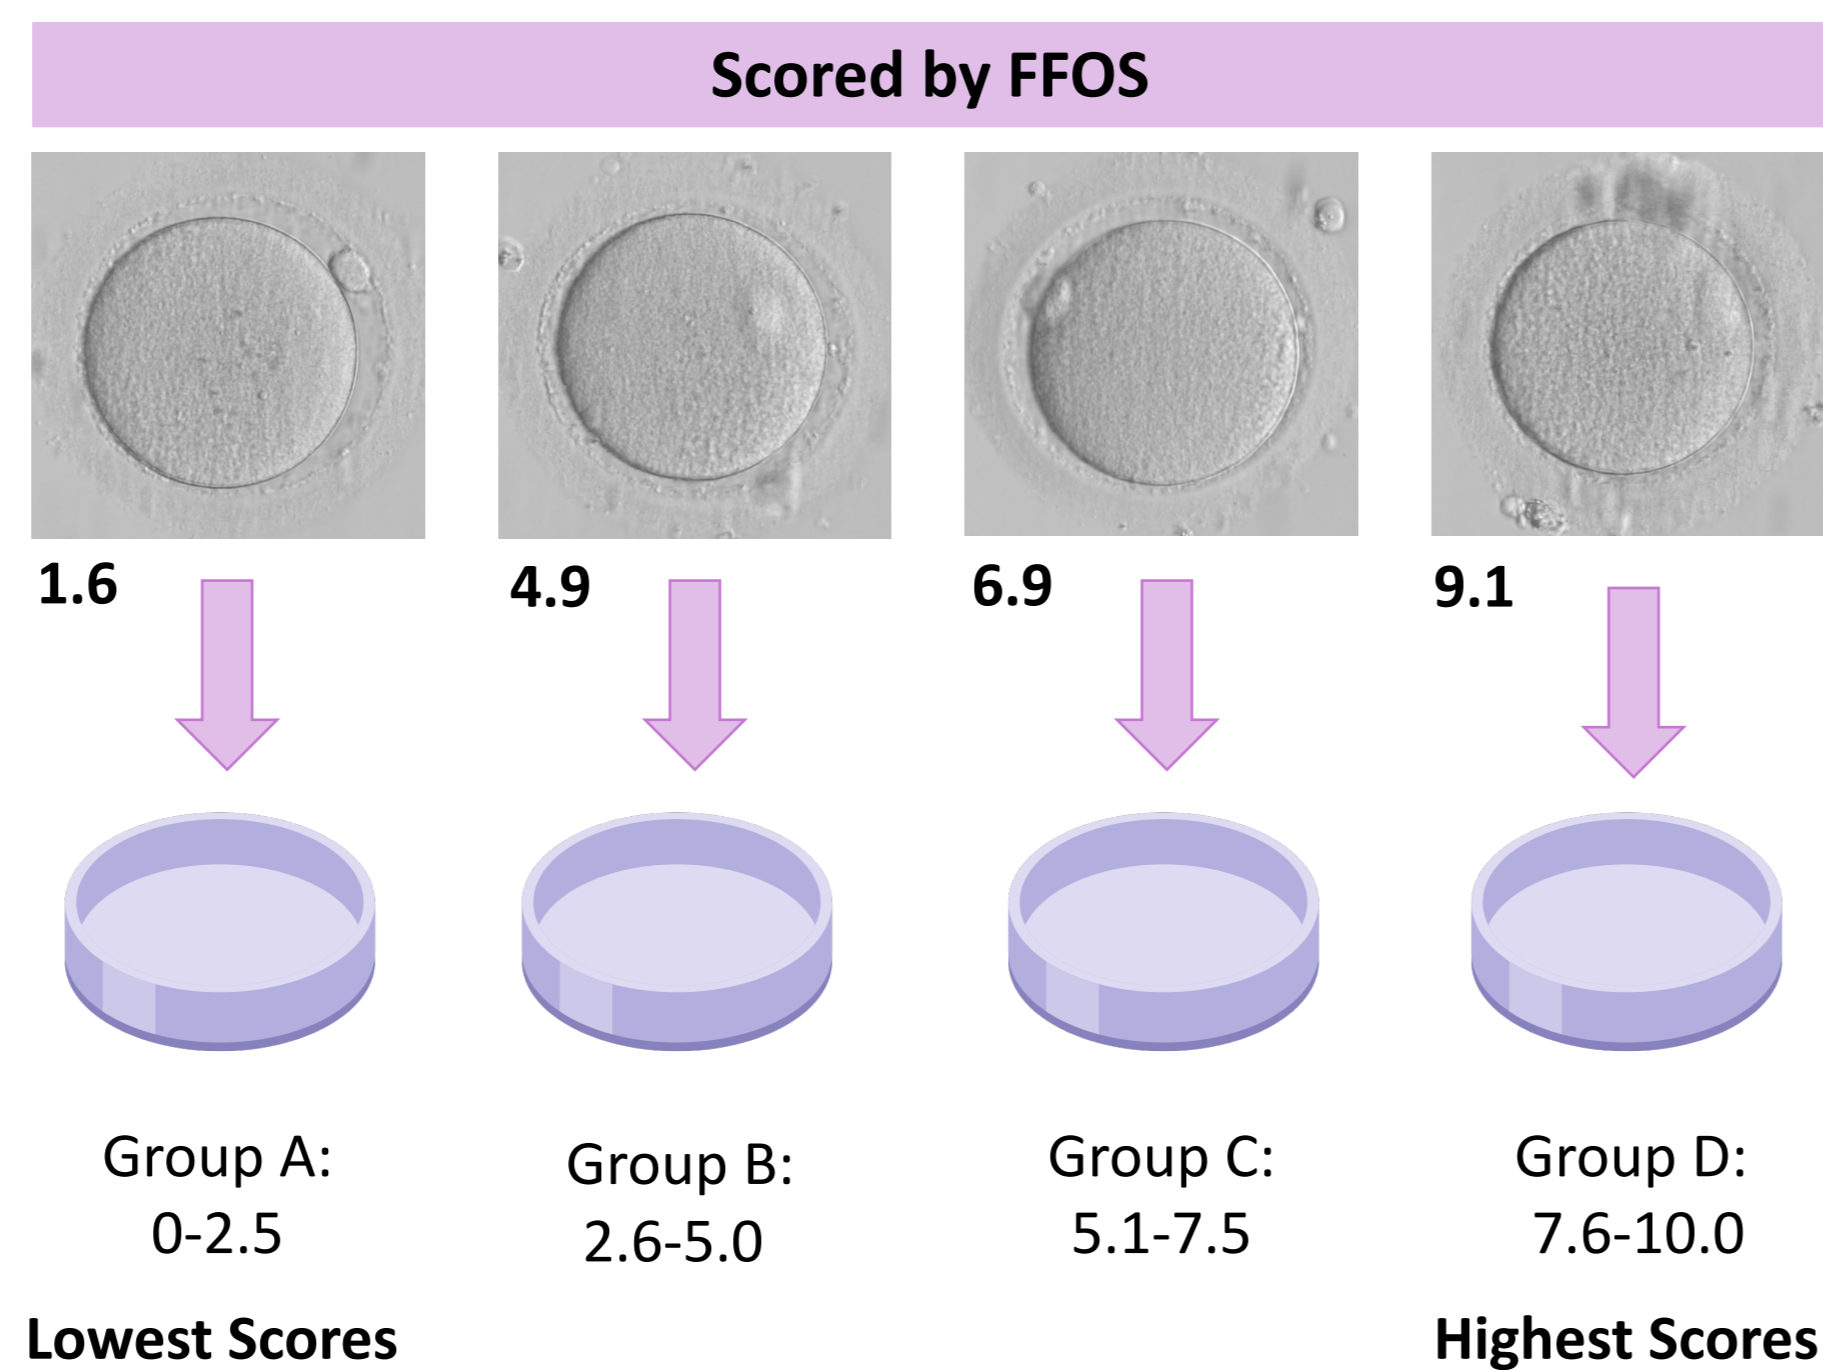 Scored by FFOS
1.6
4.9
6.9
9.1
Group A:
0-2.5
Group B:
2.6-5.0
Group C:
5.1-7.5
Group D:
7.6-10.0
Lowest Scores
Highest Scores